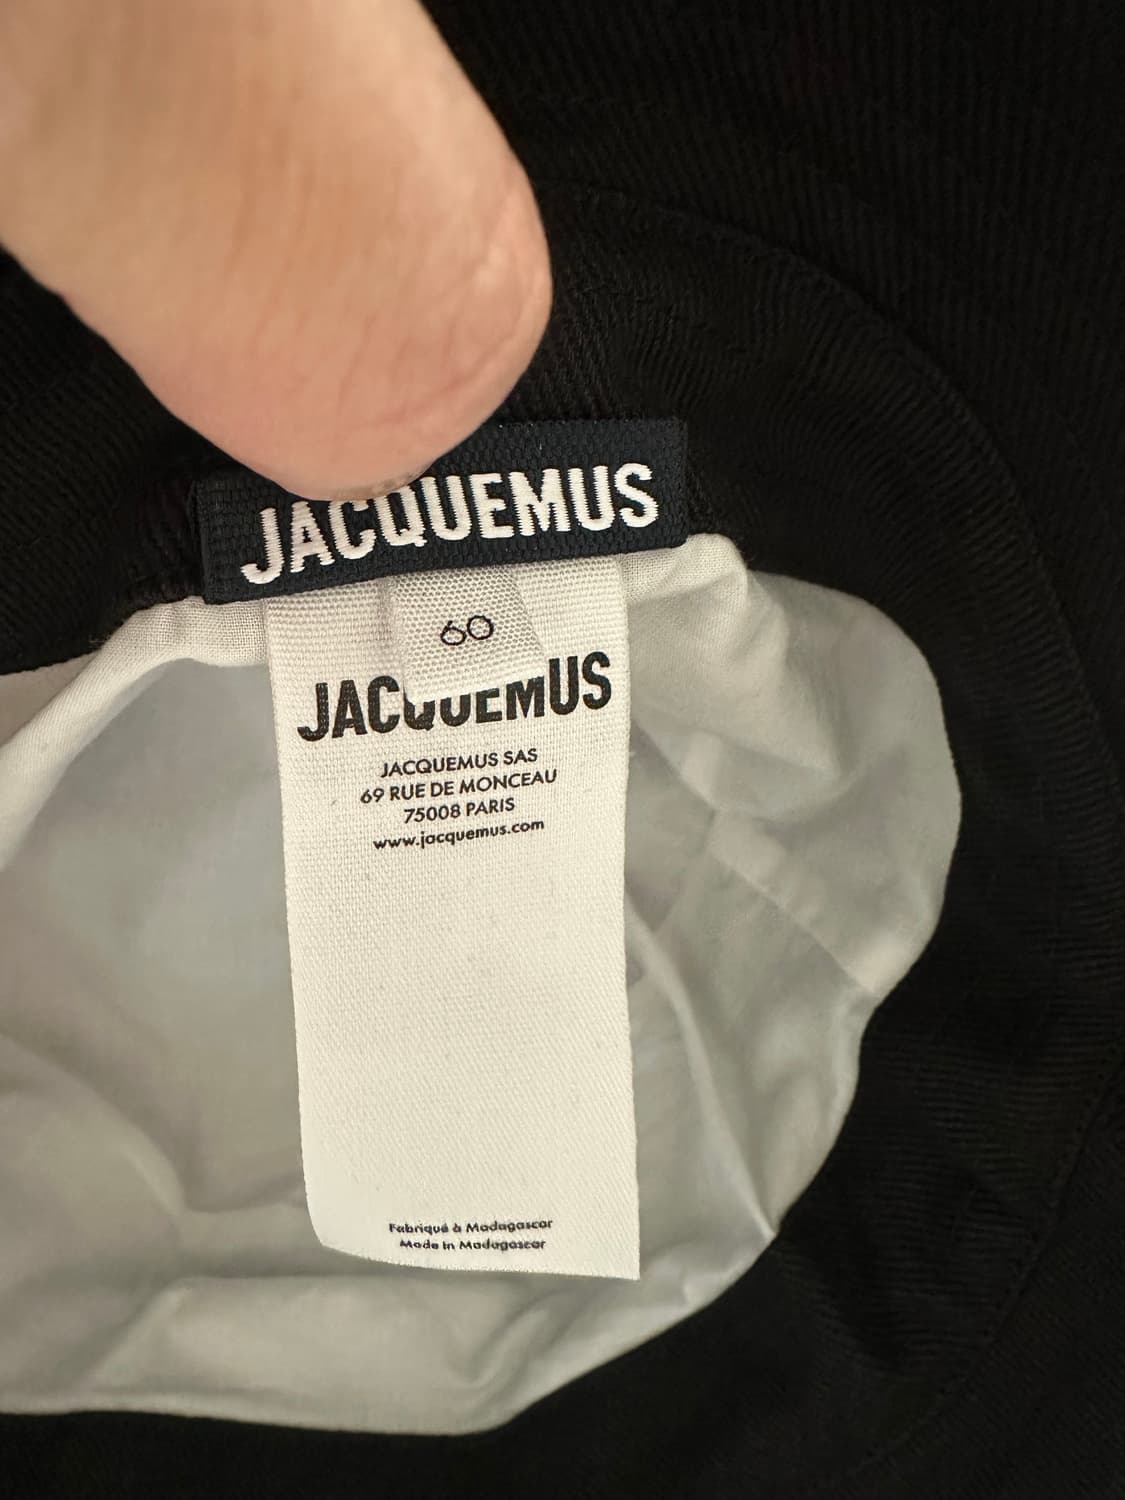 JACQUEMUS
60
JACQUEMUS
JACQUEMUS SAS
69 RUE DE MONCEAU
75008 PARIS
www.jacquemus.com
Fabriqué à Madagascar
Made in Madagascar